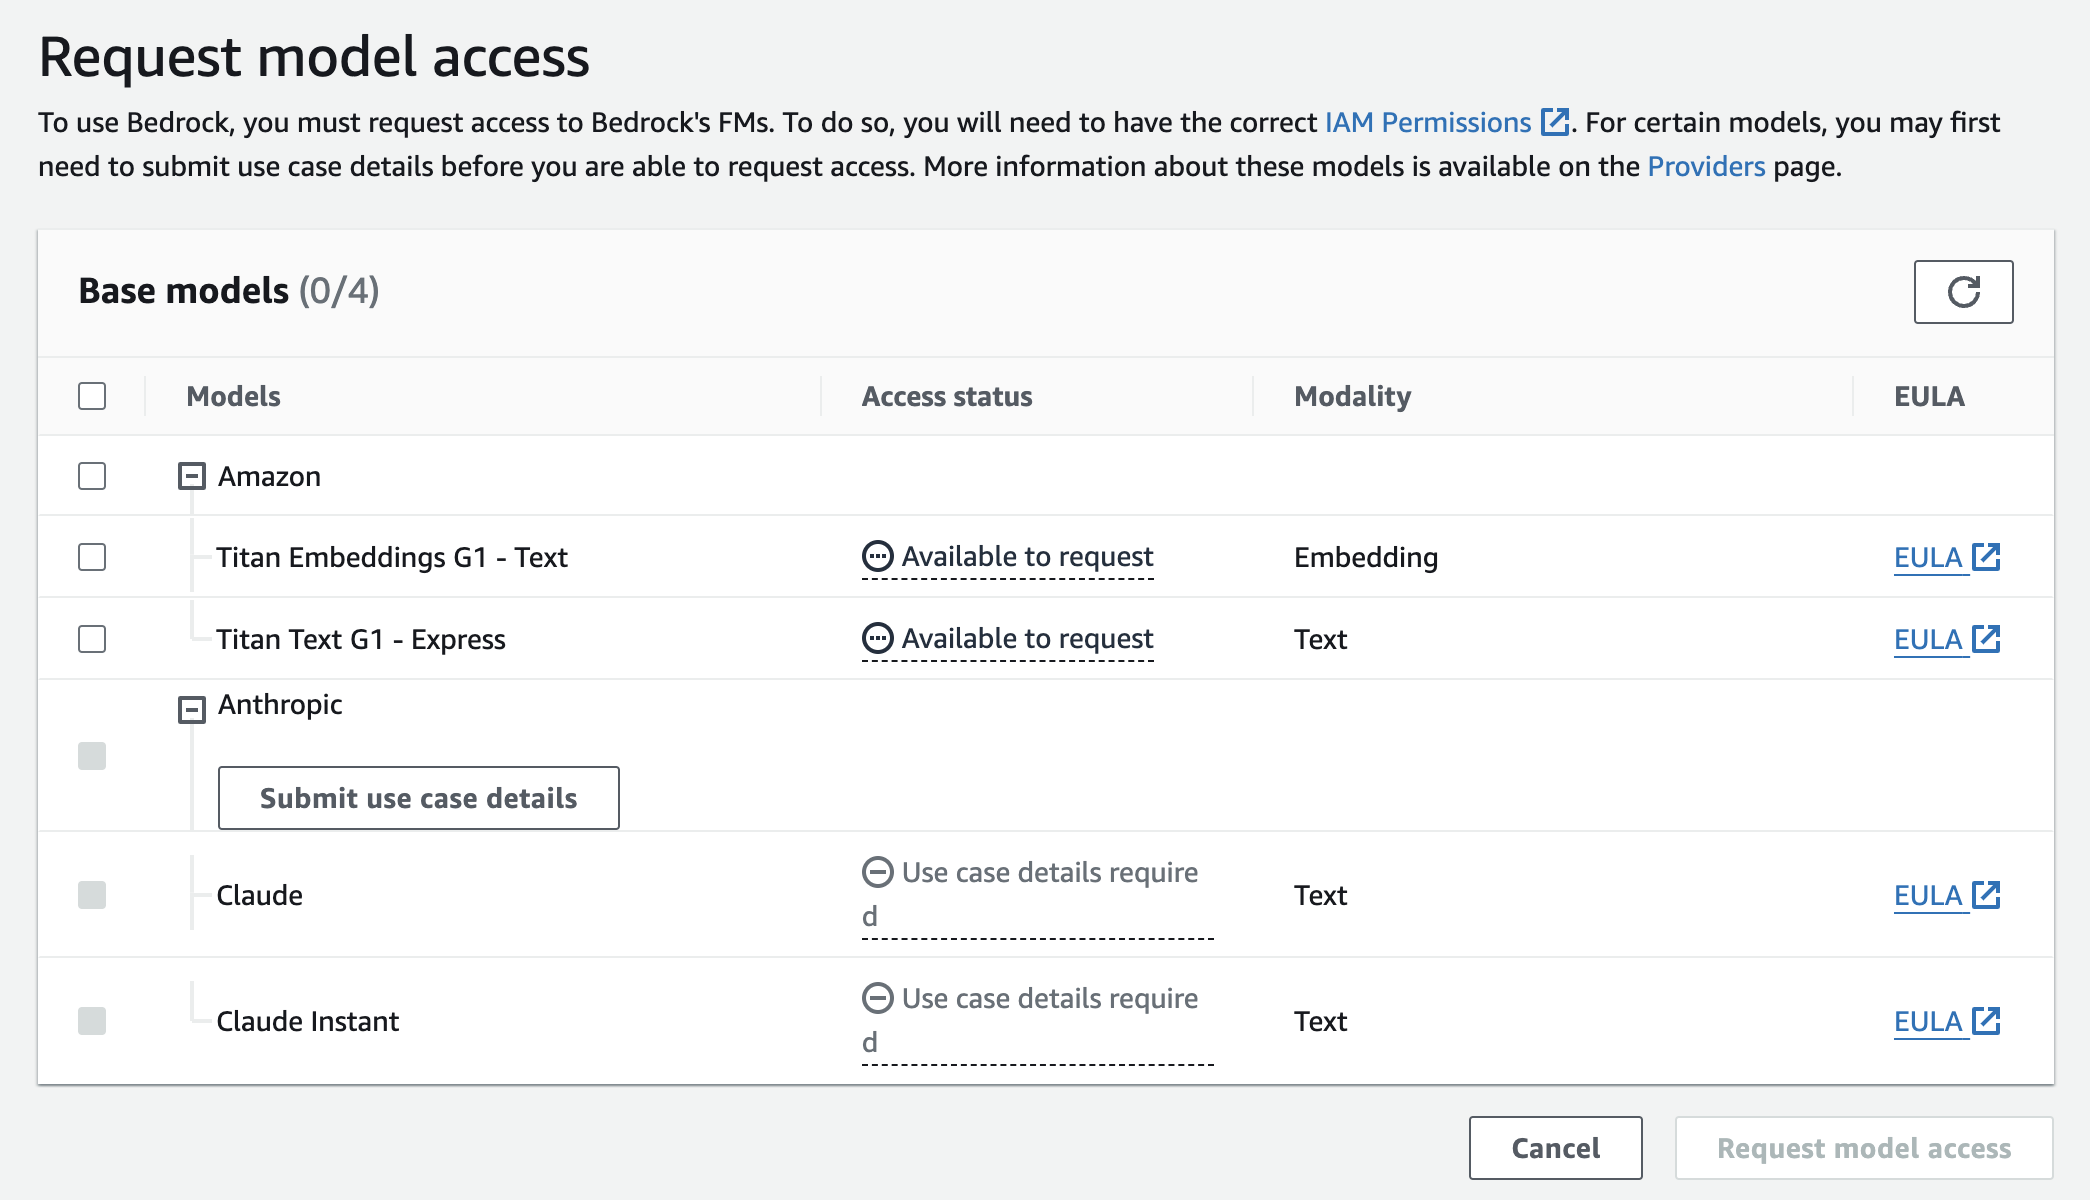 Request model access
To use Bedrock, you must request access to Bedrock's FMs. To do so, you will need to have the correct IAM Permissions. For certain models, you may first
need to submit use case details before you are able to request access. More information about these models is available on the Providers page.
Base models (0/4)
Models Access status Modality EULA
Amazon
Titan Embeddings G1 - Text Available to request Embedding EULA
Titan Text G1 - Express Available to request Text EULA
Anthropic
Submit use case details
Claude Use case details require
d Text EULA
Claude Instant Use case details require
d Text EULA
Cancel Request model access